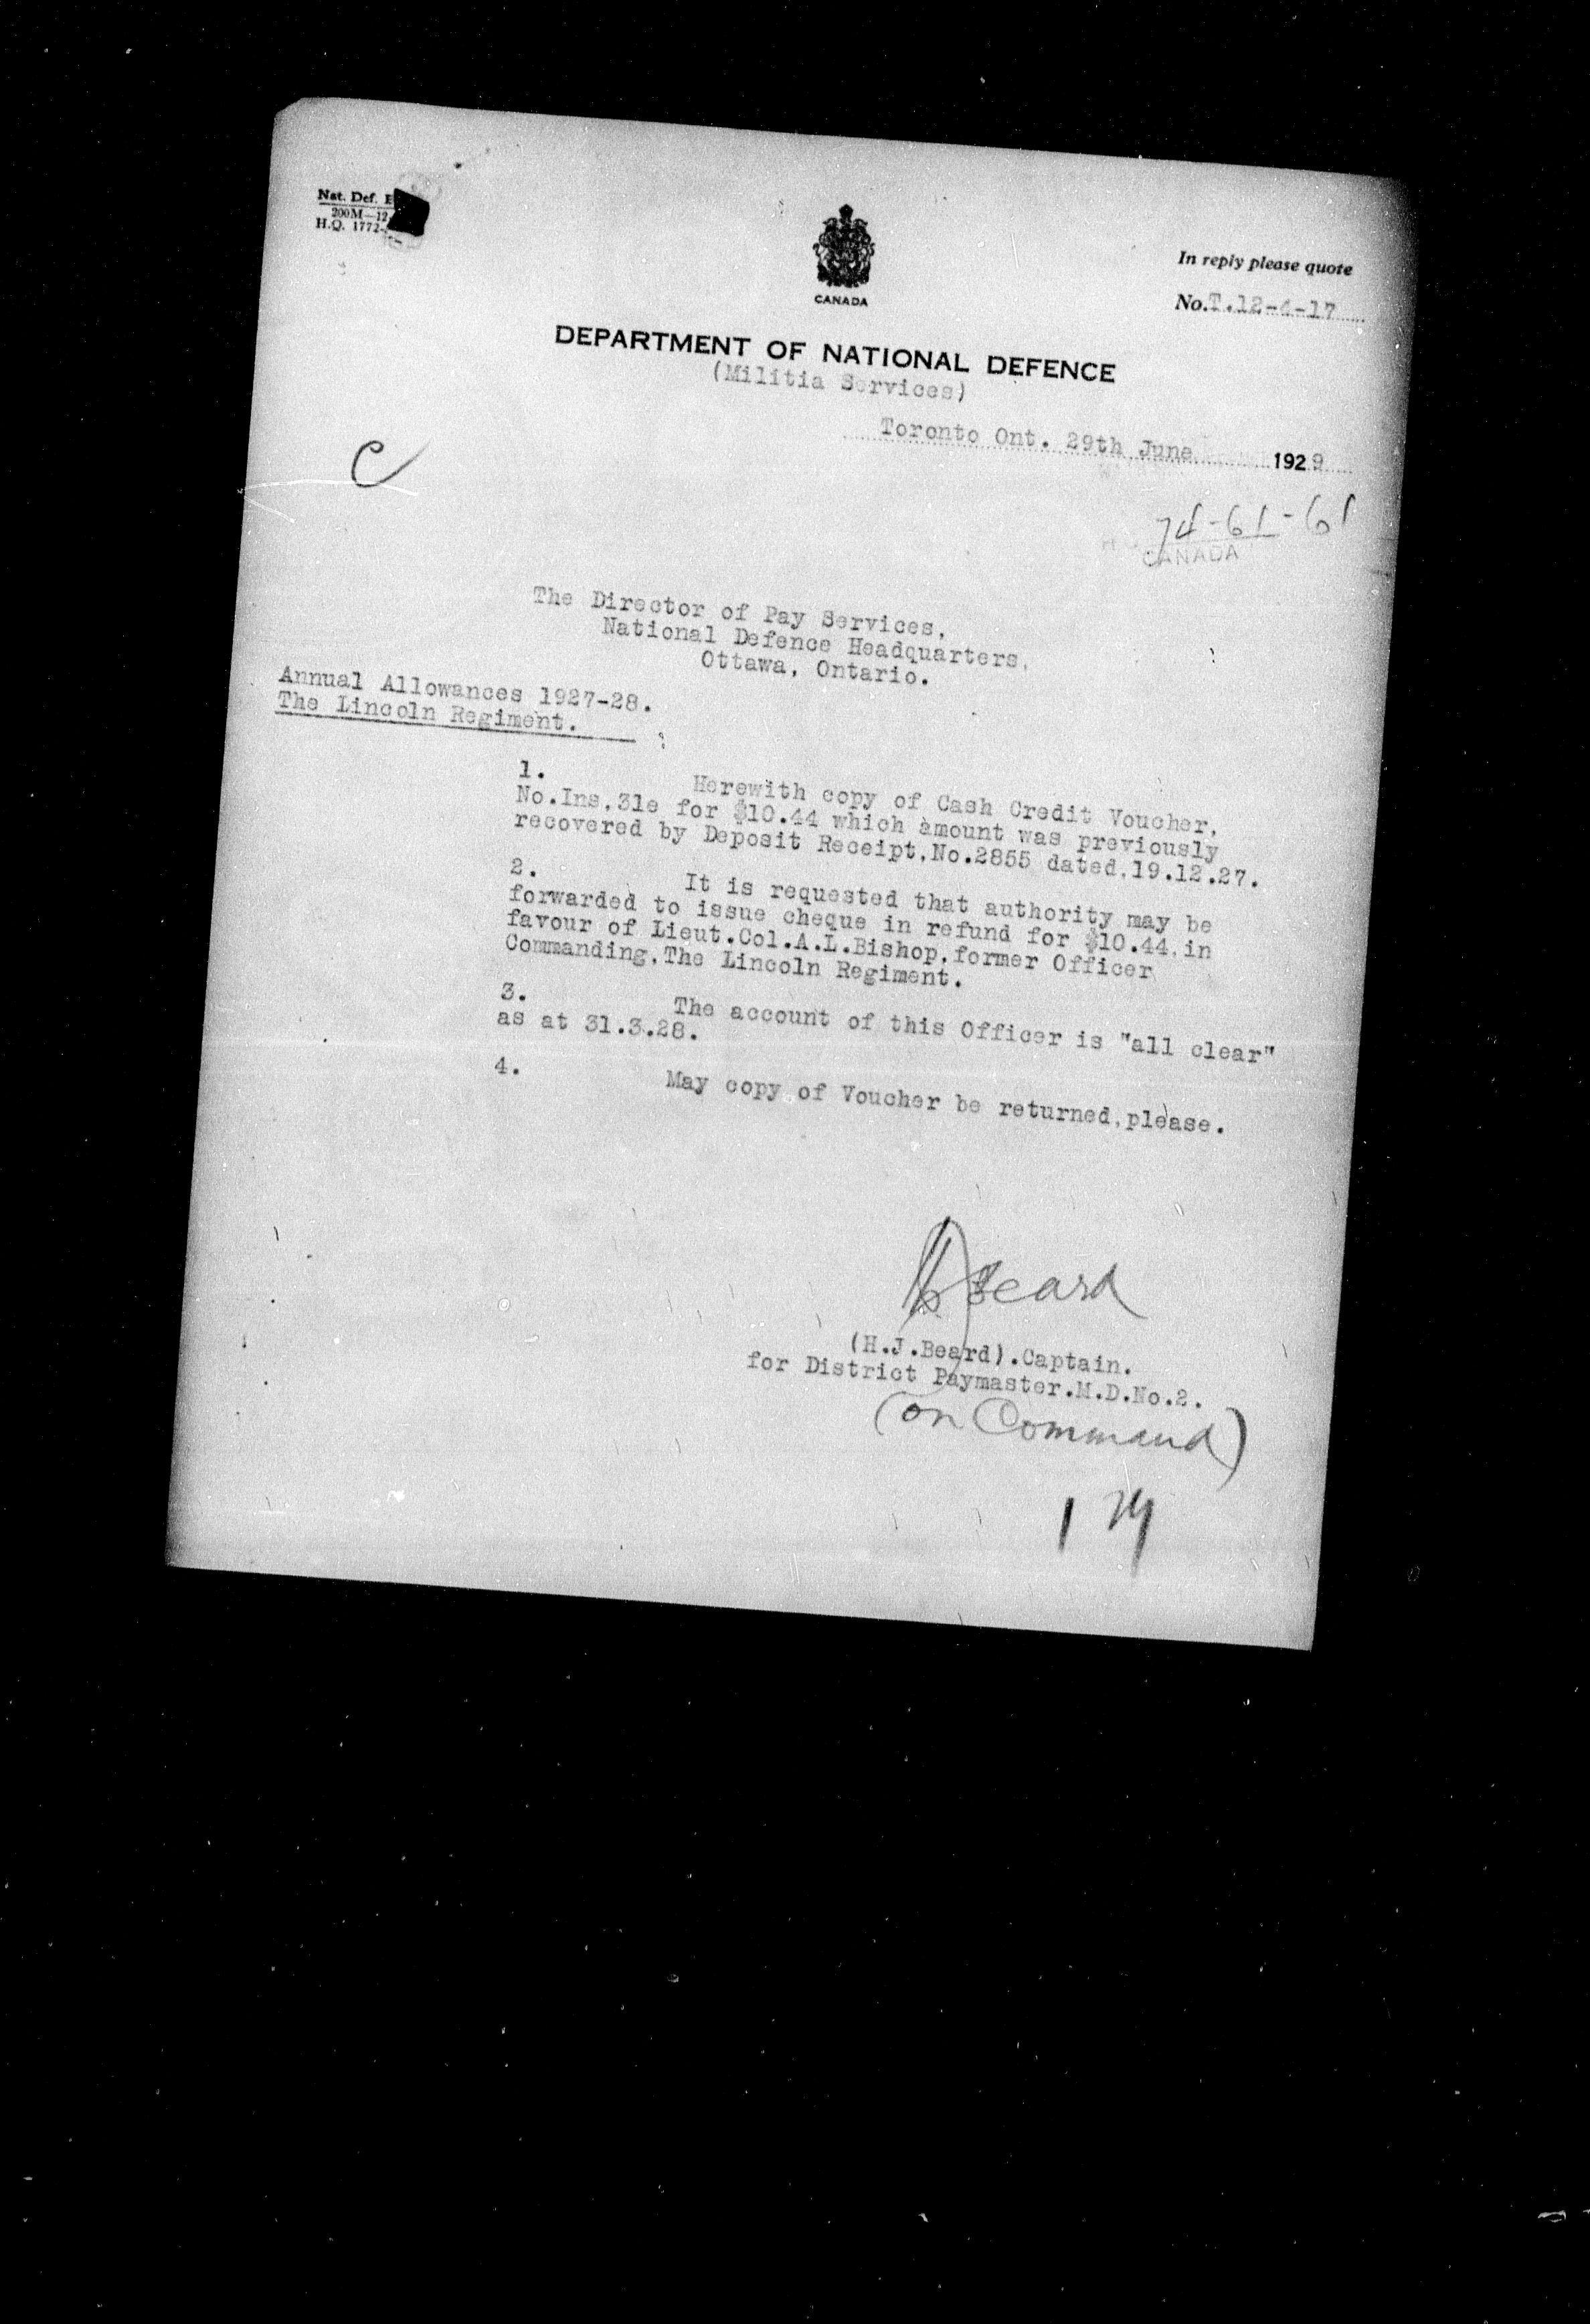 Nat. Def.
200M—12
H.Q. 1772-
CANADA
In reply please quote
No.T.12-4-17
DEPARTMENT OF NATIONAL DEFENCE
(Militia Services)
Toronto Ont. 29th June 1929
C
74-61-61
CANADA
The Director of Pay Services,
National Defence Headquarters,
Ottawa, Ontario.
Annual Allowances 1927-28.
The Lincoln Regiment.
1. Herewith copy of Cash Credit Voucher,
No.Ins,31e for $10.44 which amount was previously
recovered by Deposit Receipt,No.2855 dated,19.12.27.
2. It is requested that authority may be
forwarded to issue cheque in refund for $10.44,in
favour of Lieut.Col.A.L.Bishop,former Officer
Commanding,The Lincoln Regiment.
3. The account of this Officer is "all clear"
as at 31.3.28.
4. May copy of Voucher be returned,please.
HJBeard
(H.J.Beard).Captain.
for District Paymaster.M.D.No.2.
(on Command)